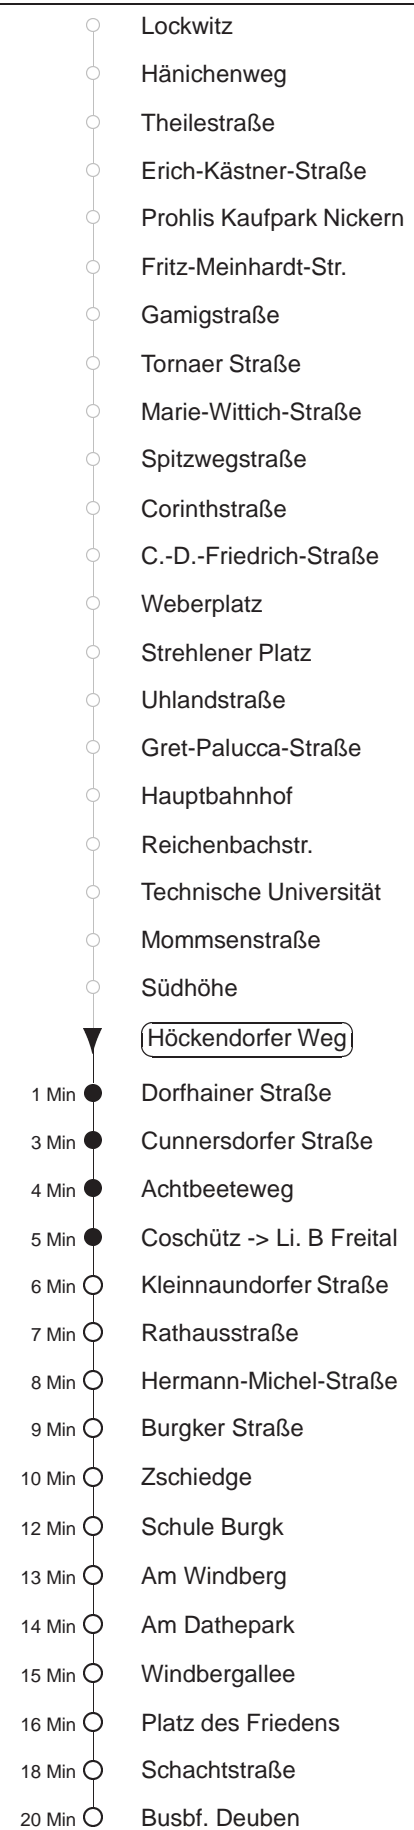 Lockwitz
Hänichenweg
Theilestraße
Erich-Kästner-Straße
Prohlis Kaufpark Nickern
Fritz-Meinhardt-Str.
Gamigstraße
Tornaer Straße
Marie-Wittich-Straße
Spitzwegstraße
Corinthstraße
C.-D.-Friedrich-Straße
Weberplatz
Strehlener Platz
Uhlandstraße
Gret-Palucca-Straße
Hauptbahnhof
Reichenbachstr.
Technische Universität
Mommsenstraße
Südhöhe
Höckendorfer Weg
1 Min Dorfhainer Straße
3 Min Cunnersdorfer Straße
4 Min Achtbeeteweg
5 Min Coschütz -> Li. B Freital
6 Min Kleinnaundorfer Straße
7 Min Rathausstraße
8 Min Hermann-Michel-Straße
9 Min Burgker Straße
10 Min Zschiedge
12 Min Schule Burgk
13 Min Am Windberg
14 Min Am Dathepark
15 Min Windbergallee
16 Min Platz des Friedens
18 Min Schachtstraße
20 Min Busbf. Deuben